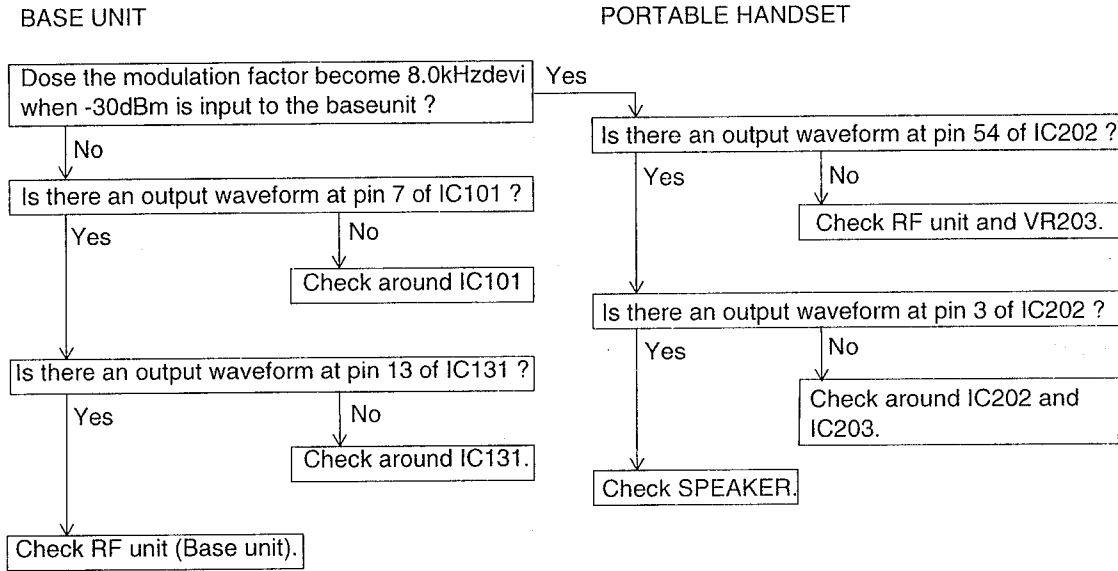 BASE UNIT
Dose the modulation factor become 8.0kHzdevi
when -30dBm is input to the baseunit ?
No
Is there an output waveform at pin 7 of IC101 ?
Yes
No
Check around IC101
Is there an output waveform at pin 13 of IC131 ?
Yes
No
Check around IC131.
Check RF unit (Base unit).
PORTABLE HANDSET
Yes
Is there an output waveform at pin 54 of IC202 ?
Yes
No
Check RF unit and VR203.
Is there an output waveform at pin 3 of IC202 ?
Yes
No
Check around IC202 and
IC203.
Check SPEAKER.